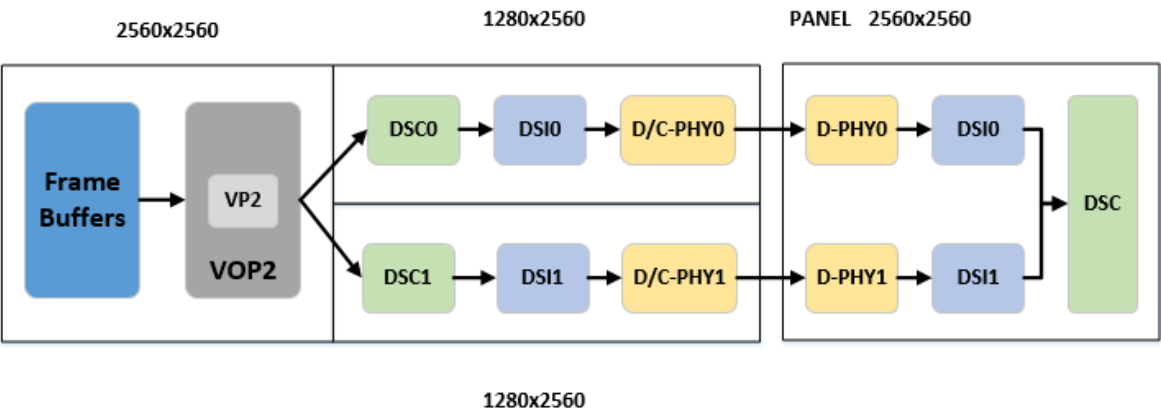 2560x2560
1280x2560
PANEL 2560x2560
Frame
Buffers
VP2
VOP2
DSC0
DSI0
D/C-PHY0
D-PHY0
DSI0
DSC
DSC1
DSI1
D/C-PHY1
D-PHY1
DSI1
1280x2560